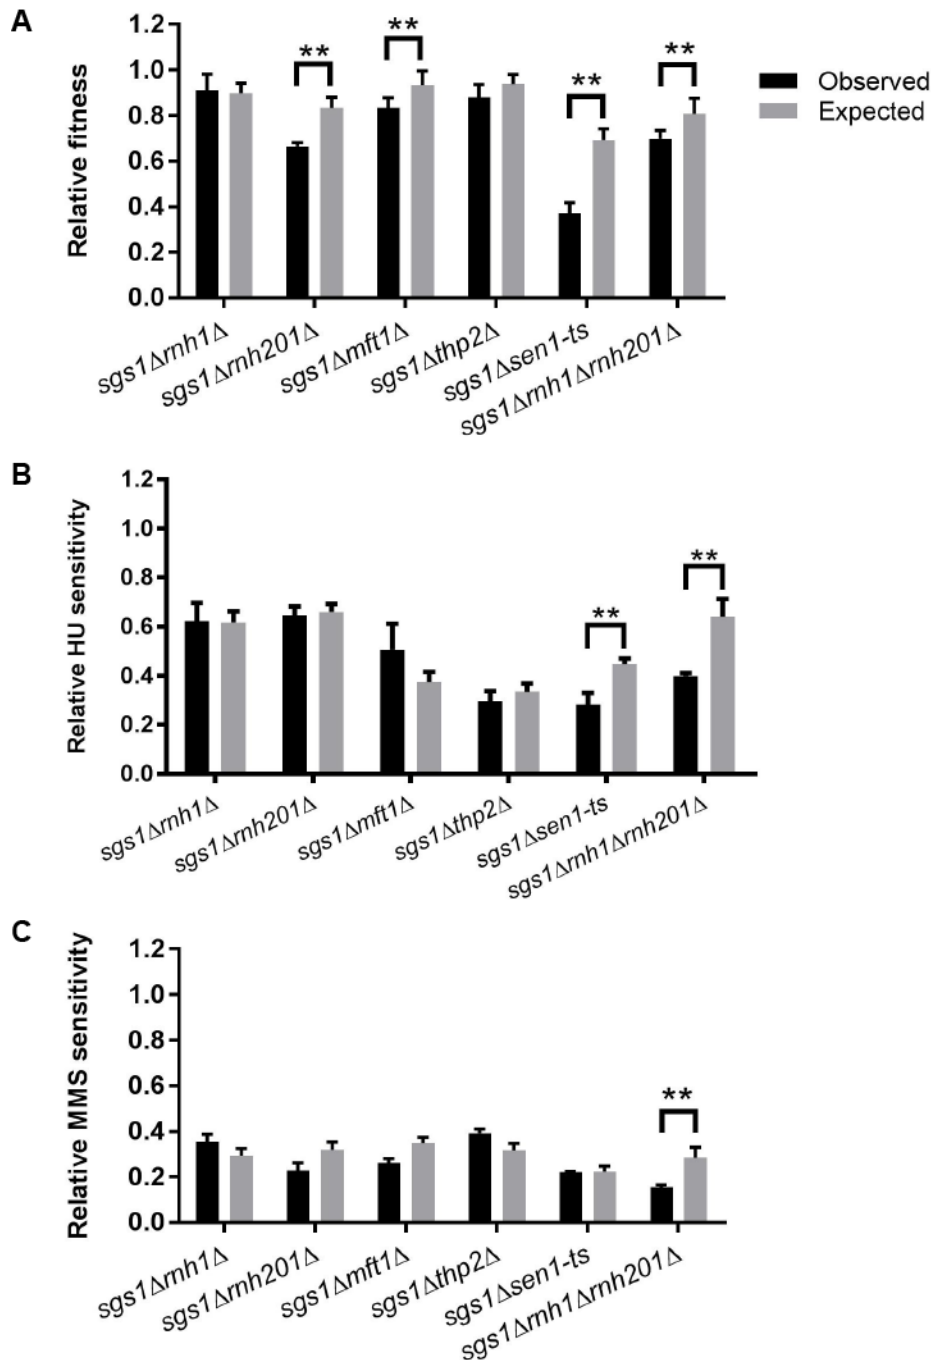 A
Relative fitness
1.2
1.0
0.8
0.6
0.4
0.2
0.0
**
**
**
**
Observed
Expected
sgs1Δrnh1Δ
sgs1Δrnh201Δ
sgs1Δmft1Δ
sgs1Δthp2Δ
sgs1Δsen1-ts
sgs1Δrnh1Δrnh201Δ
B
Relative HU sensitivity
1.2
1.0
0.8
0.6
0.4
0.2
0.0
**
**
sgs1Δrnh1Δ
sgs1Δrnh201Δ
sgs1Δmft1Δ
sgs1Δthp2Δ
sgs1Δsen1-ts
sgs1Δrnh1Δrnh201Δ
C
Relative MMS sensitivity
1.2
1.0
0.8
0.6
0.4
0.2
0.0
**
sgs1Δrnh1Δ
sgs1Δrnh201Δ
sgs1Δmft1Δ
sgs1Δthp2Δ
sgs1Δsen1-ts
sgs1Δrnh1Δrnh201Δ